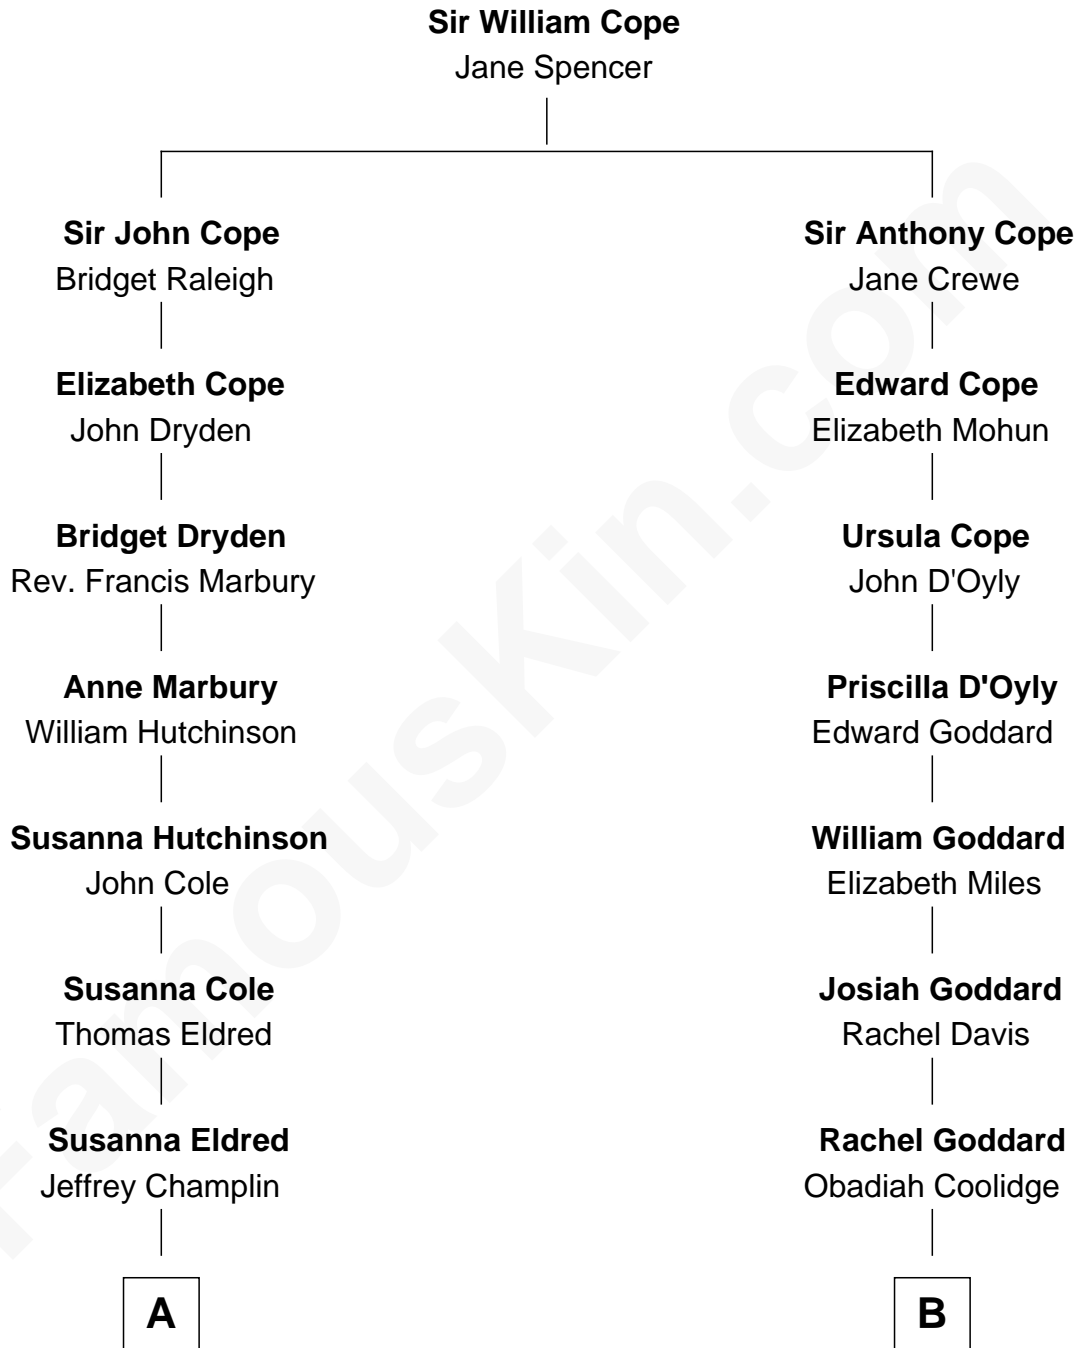 Sir William Cope
Jane Spencer
Sir John Cope
Bridget Raleigh
Sir Anthony Cope
Jane Crewe
Elizabeth Cope
John Dryden
Edward Cope
Elizabeth Mohun
Bridget Dryden
Rev. Francis Marbury
Ursula Cope
John D'Oyly
Anne Marbury
William Hutchinson
Priscilla D'Oyly
Edward Goddard
Susanna Hutchinson
John Cole
William Goddard
Elizabeth Miles
Susanna Cole
Thomas Eldred
Josiah Goddard
Rachel Davis
Susanna Eldred
Jeffrey Champlin
Rachel Goddard
Obadiah Coolidge
A
B
FamousKin.com